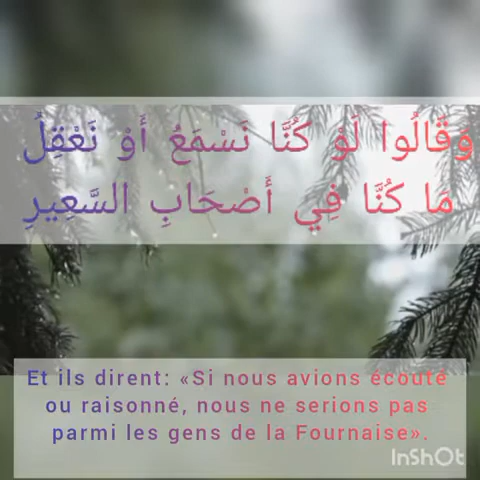 وَقَالُوا لَوْ كُنَّا نَسْمَعُ أَوْ نَعْقِلُ
مَا كُنَّا فِي أَصْحَابِ السَّعِيرِ
Et ils dirent: «Si nous avions écouté
ou raisonné, nous ne serions pas
parmi les gens de la Fournaise».
InShOt